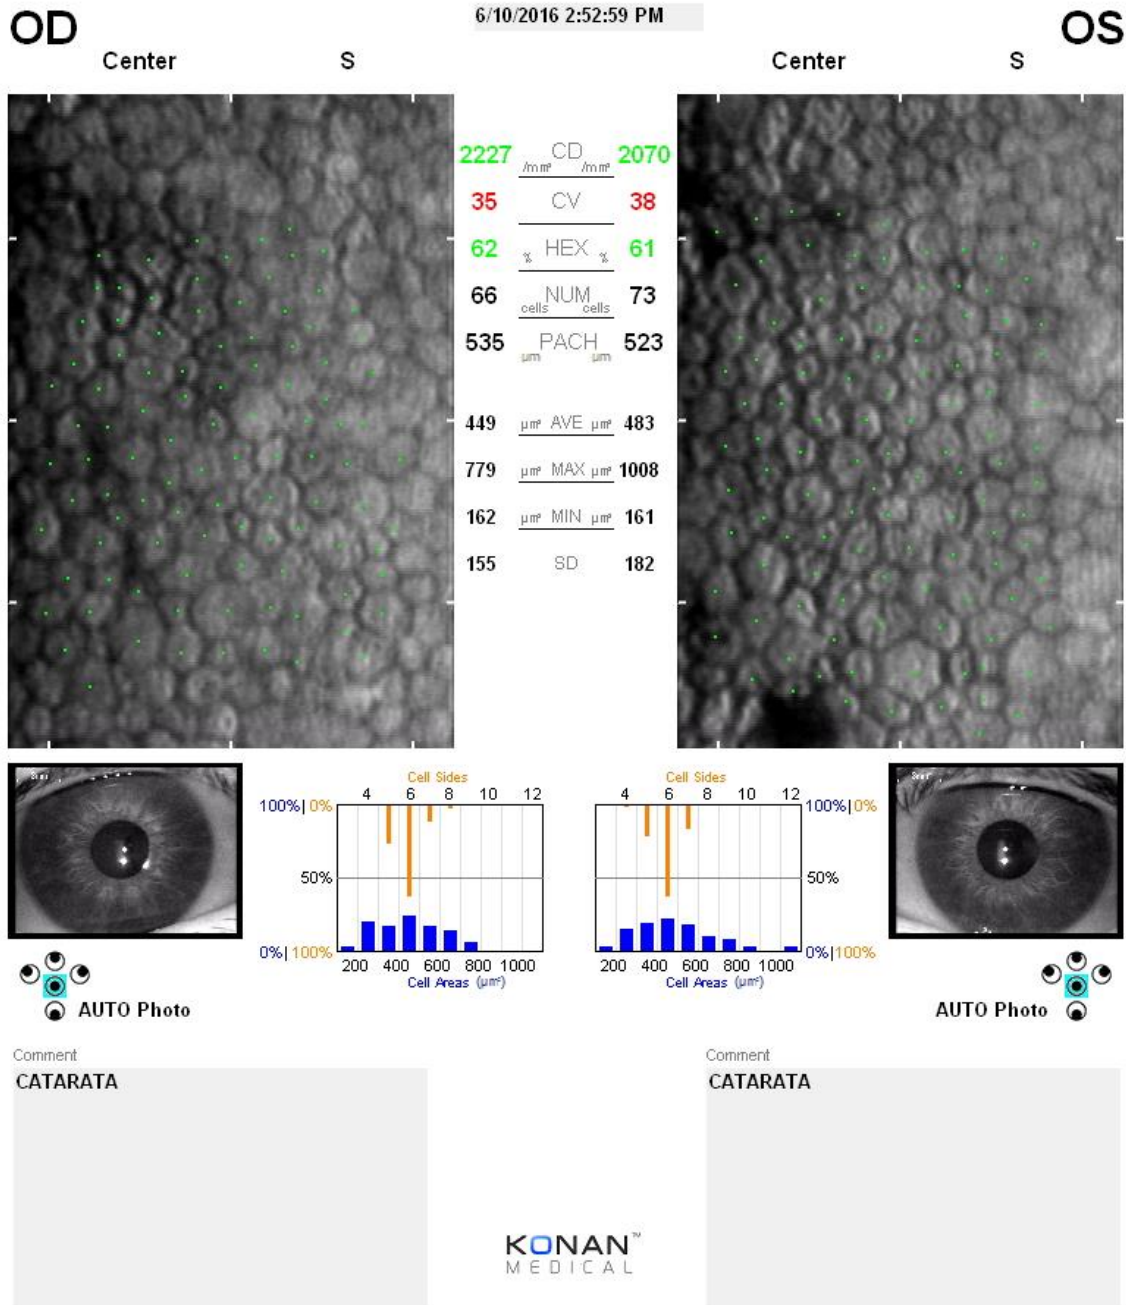 6/10/2016 2:52:59 PM
OD
OS
Center S
Center S
2227 /mm² CD /mm² 2070
35 CV 38
62 % HEX % 61
66 cells NUM cells 73
535 µm PACH µm 523
449 µm² AVE µm² 483
779 µm² MAX µm² 1008
162 µm² MIN µm² 161
155 SD 182
Cell Sides
4 6 8 10 12
100%|0%
50%
0%|100%
200 400 600 800 1000
Cell Areas (µm²)
Cell Sides
4 6 8 10 12
100%|0%
50%
0%|100%
200 400 600 800 1000
Cell Areas (µm²)
AUTO Photo
AUTO Photo
Comment
CATARATA
Comment
CATARATA
KONAN™
MEDICAL